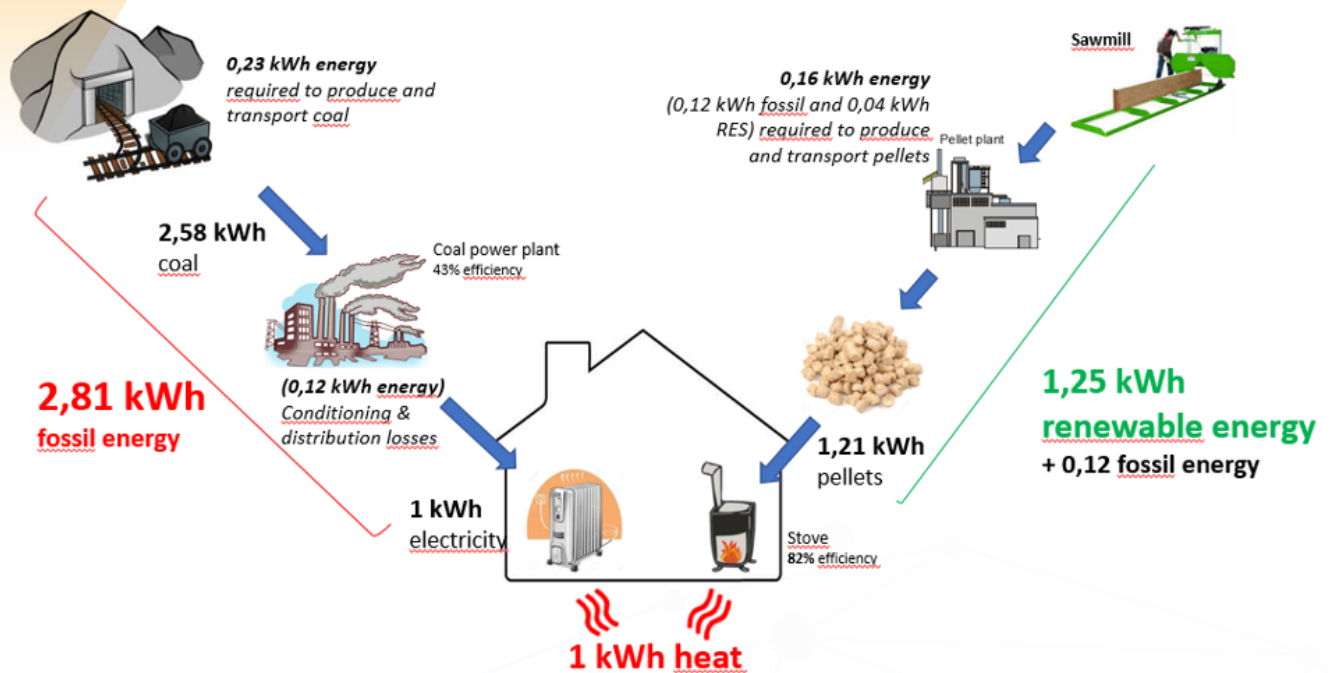 0,23 kWh energy
required to produce and
transport coal
2,58 kWh
coal
Coal power plant
43% efficiency
(0,12 kWh energy)
Conditioning &
distribution losses
2,81 kWh
fossil energy
1 kWh
electricity
Sawmill
0,16 kWh energy
(0,12 kWh fossil and 0,04 kWh
RES) required to produce
and transport pellets
Pellet plant
1,21 kWh
pellets
Stove
82% efficiency
1,25 kWh
renewable energy
+ 0,12 fossil energy
1 kWh heat